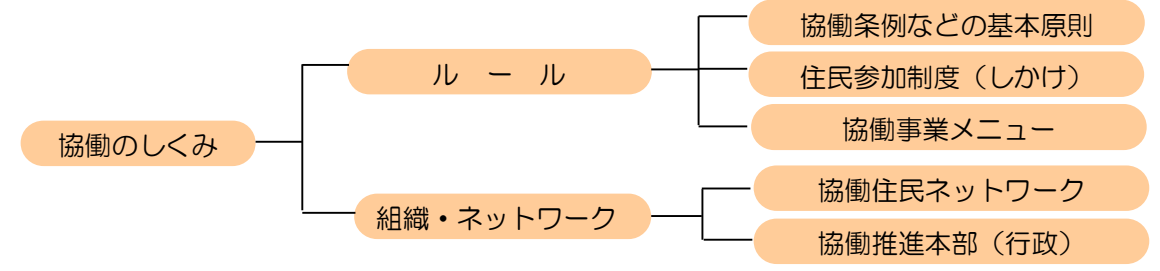 協働のしくみ
ル ー ル
協働条例などの基本原則
住民参加制度（しかけ）
協働事業メニュー
組織・ネットワーク
協働住民ネットワーク
協働推進本部（行政）